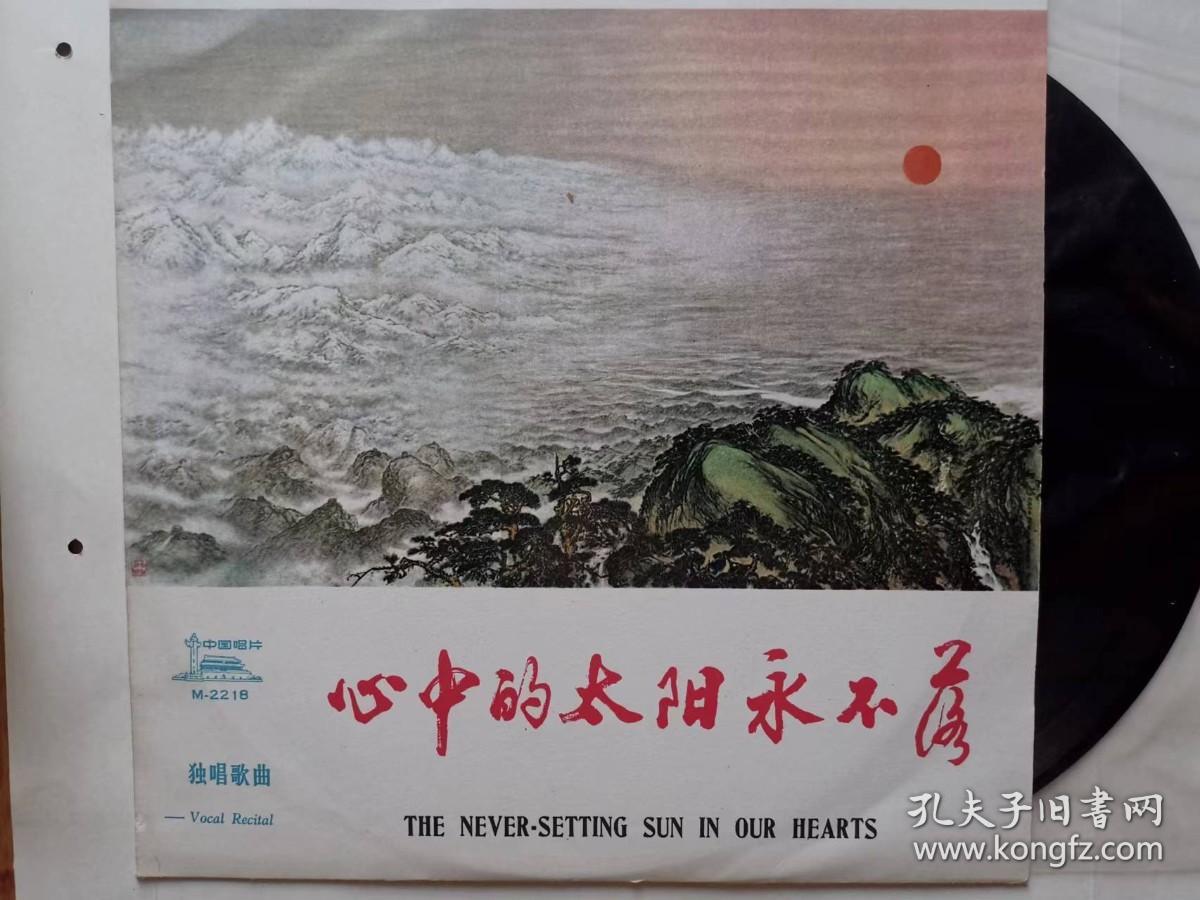 中国唱片
M-2218
心中的太阳永不落
独唱歌曲
— Vocal Recital
THE NEVER-SETTING SUN IN OUR HEARTS
孔夫子旧书网
www.kongfz.com